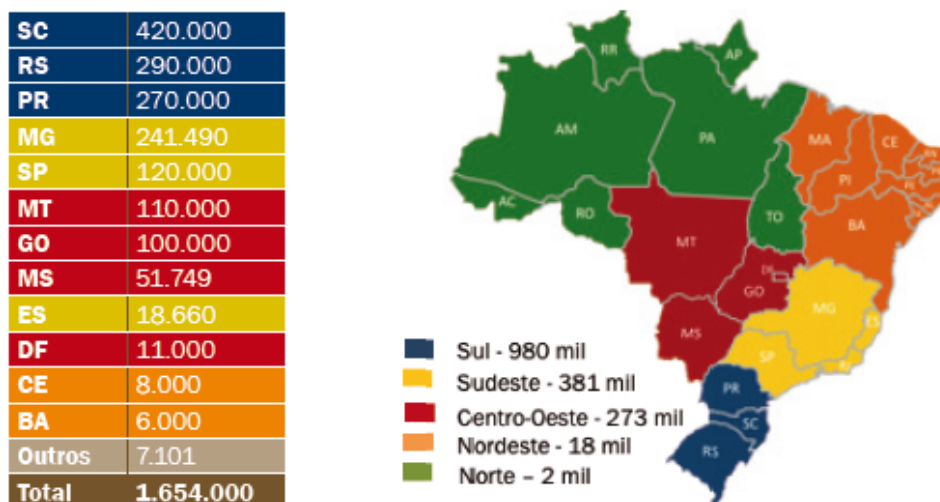 SC 420.000
RS 290.000
PR 270.000
MG 241.490
SP 120.000
MT 110.000
GO 100.000
MS 51.749
ES 18.660
DF 11.000
CE 8.000
BA 6.000
Outros 7.101
Total 1.654.000
RR
AP
AM
PA
MA
CE
RN
PI
AC
RO
TO
BA
MT
DF
GO
MG
ES
MS
SP
PR
SC
RS
Sul - 980 mil
Sudeste - 381 mil
Centro-Oeste - 273 mil
Nordeste - 18 mil
Norte – 2 mil